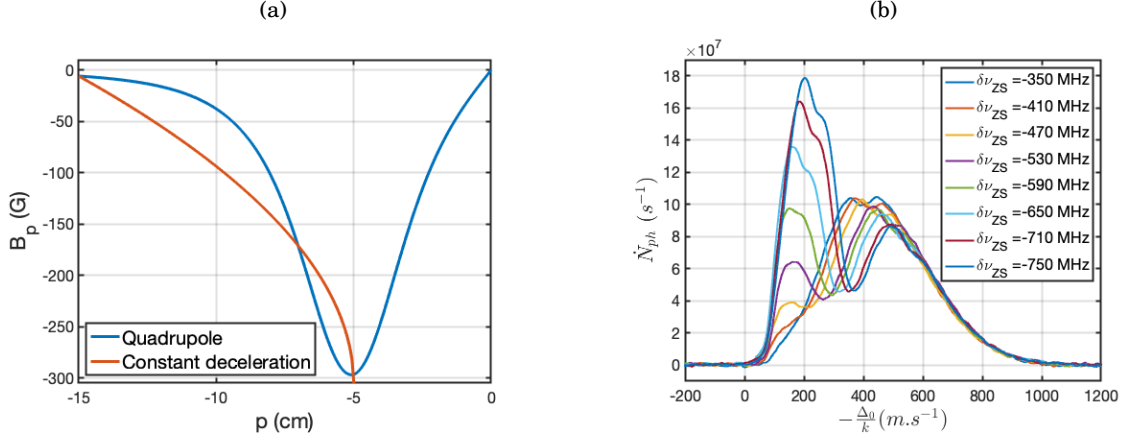 (a)
(b)
0
-50
-100
-150
-200
-250
-300
B_p (G)
Quadrupole
Constant deceleration
-15
-10
-5
0
p (cm)
×10^7
18
16
14
12
10
8
6
4
2
0
Ṅ_ph (s^−1)
δν_ZS =-350 MHz
δν_ZS =-410 MHz
δν_ZS =-470 MHz
δν_ZS =-530 MHz
δν_ZS =-590 MHz
δν_ZS =-650 MHz
δν_ZS =-710 MHz
δν_ZS =-750 MHz
-200
0
200
400
600
800
1000
1200
−Δ_0/k (m.s^−1)